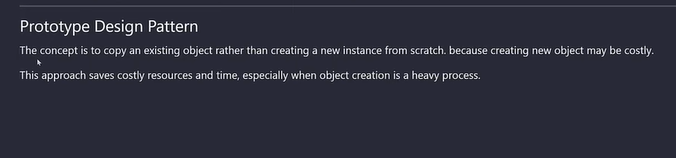 Prototype Design Pattern
The concept is to copy an existing object rather than creating a new instance from scratch. because creating new object may be costly.
This approach saves costly resources and time, especially when object creation is a heavy process.